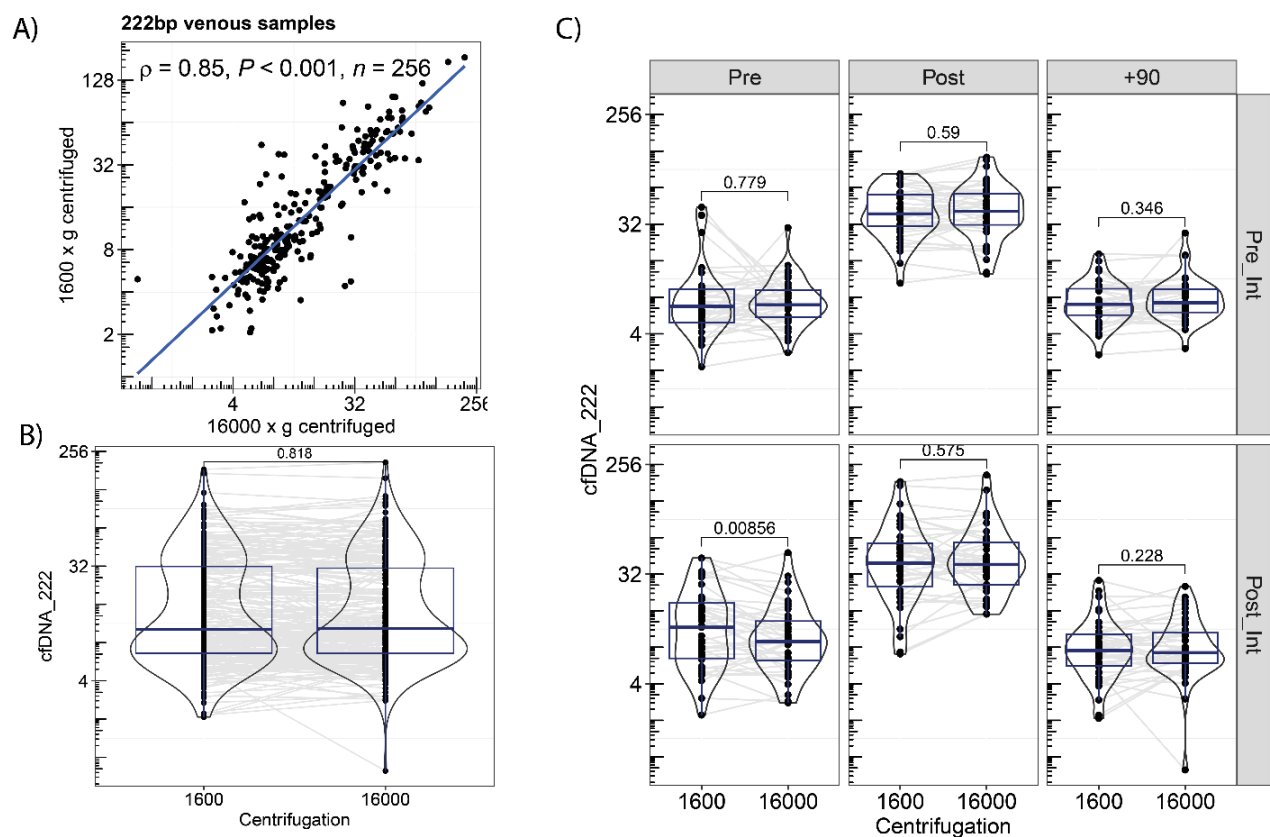 A)
222bp venous samples
ρ = 0.85, P < 0.001, n = 256
128
32
8
2
1600 x g centrifuged
4 32 256
16000 x g centrifuged
B)
256
32
4
cfDNA_222
0.818
1600 16000
Centrifugation
C)
Pre Post +90
256
32
4
0.779
0.59
0.346
Pre_Int
cfDNA_222
256
32
4
0.00856
0.575
0.228
Post_Int
1600 16000 1600 16000 1600 16000
Centrifugation